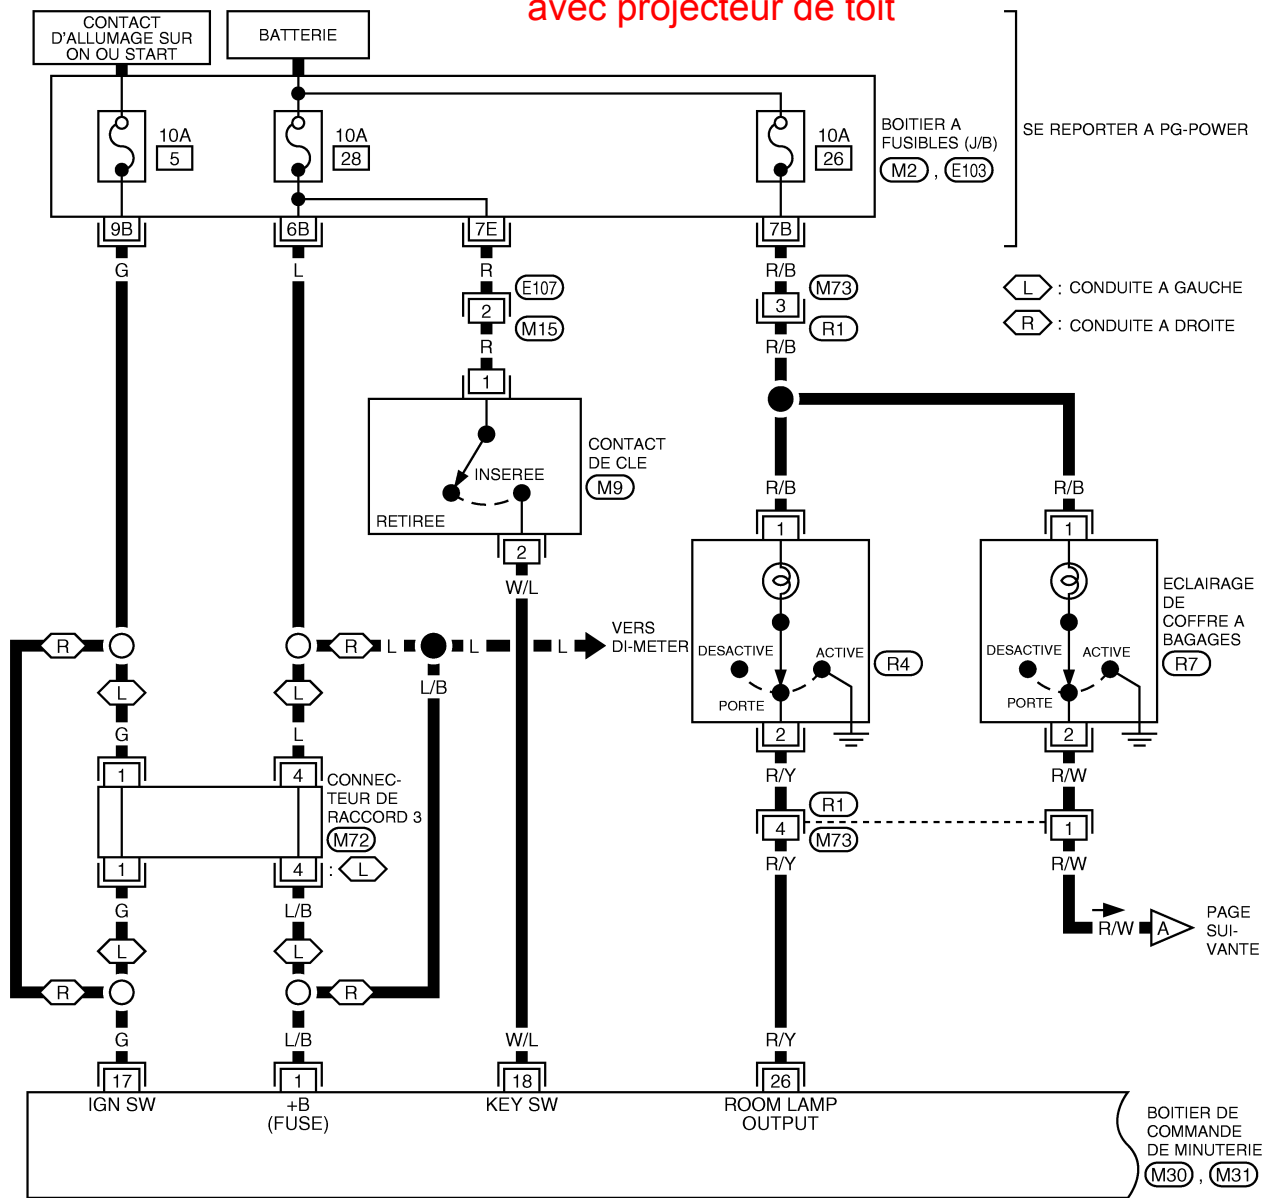 avec projecteur de toit
CONTACT
D'ALLUMAGE SUR
ON OU START
BATTERIE
10A
5
10A
28
10A
26
BOITIER A
FUSIBLES (J/B)
M2 , E103
SE REPORTER A PG-POWER
9B
6B
7E
7B
G
L
R
R/B
E107
2
M15
M73
3
R1
L : CONDUITE A GAUCHE
R : CONDUITE A DROITE
R
R/B
1
CONTACT
DE CLE
M9
INSEREE
RETIREE
2
W/L
R/B
R/B
1
1
R
R
L
L
L
VERS
DI-METER
L
L
L/B
DESACTIVE
ACTIVE
PORTE
R4
DESACTIVE
ACTIVE
PORTE
ECLAIRAGE
DE
COFFRE A
BAGAGES
R7
G
L
2
2
1
4
CONNEC-
TEUR DE
RACCORD 3
M72
R/Y
R/W
R1
4
M73
1
1
4
: L
R/Y
R/W
G
L/B
R/W
A
PAGE
SUI-
VANTE
L
L
R
R
G
L/B
W/L
R/Y
17
1
18
26
IGN SW
+B
(FUSE)
KEY SW
ROOM LAMP
OUTPUT
BOITIER DE
COMMANDE
DE MINUTERIE
M30 , M31